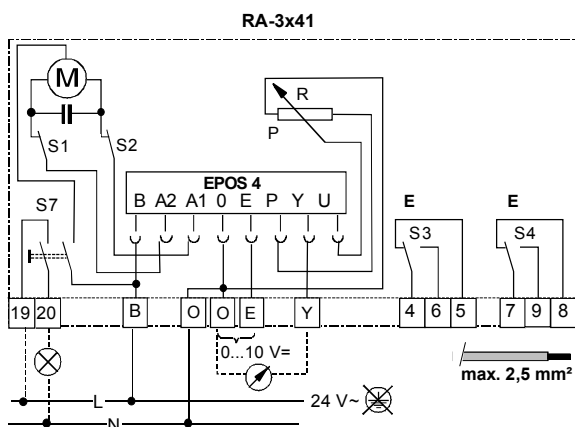 RA-3x41
M
R
P
S1
S2
EPOS 4
B A2 A1 0 E P Y U
S7
E
E
S3
S4
19 20 B O O E Y 4 6 5 7 9 8
0...10 V=
max. 2,5 mm²
L
24 V~
N